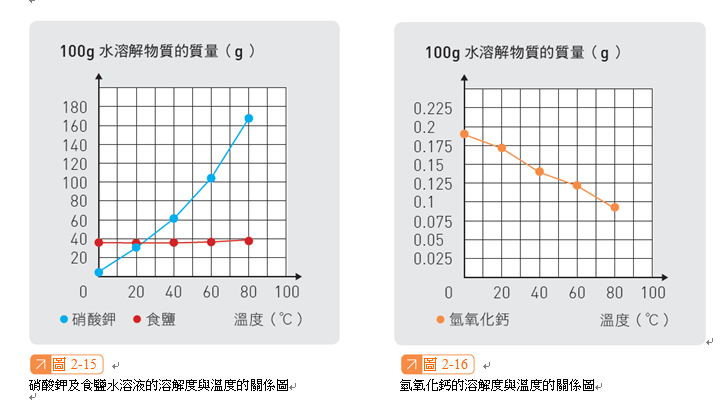 100g 水溶解物質的質量（g）
180
160
140
120
100
80
60
40
20
0
20
40
60
80
100
硝酸鉀
食鹽
溫度（℃）
圖 2-15
硝酸鉀及食鹽水溶液的溶解度與溫度的關係圖
100g 水溶解物質的質量（g）
0.225
0.2
0.175
0.15
0.125
0.1
0.075
0.05
0.025
0
20
40
60
80
100
氫氧化鈣
溫度（℃）
圖 2-16
氫氧化鈣的溶解度與溫度的關係圖